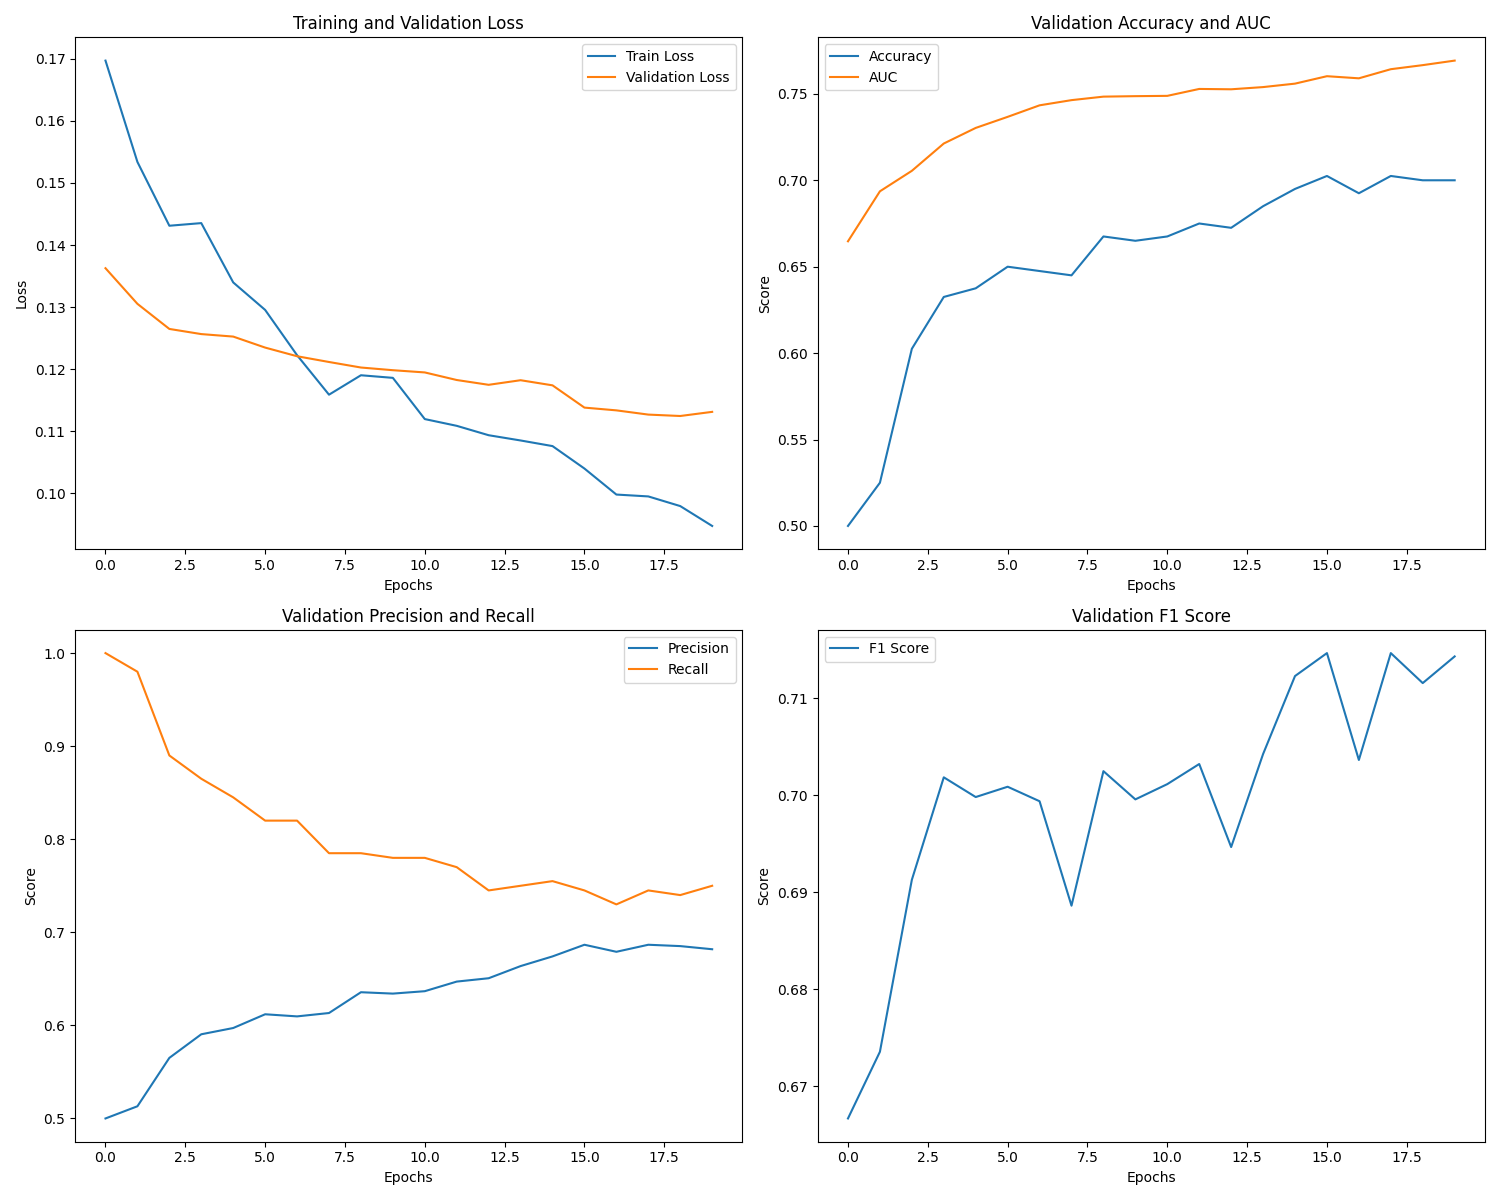 Training and Validation Loss
Train Loss
Validation Loss
0.17
0.16
0.15
0.14
0.13
0.12
0.11
0.10
Loss
0.0 2.5 5.0 7.5 10.0 12.5 15.0 17.5
Epochs
Validation Accuracy and AUC
Accuracy
AUC
0.75
0.70
0.65
0.60
0.55
0.50
Score
0.0 2.5 5.0 7.5 10.0 12.5 15.0 17.5
Epochs
Validation Precision and Recall
Precision
Recall
1.0
0.9
0.8
0.7
0.6
0.5
Score
0.0 2.5 5.0 7.5 10.0 12.5 15.0 17.5
Epochs
Validation F1 Score
F1 Score
0.71
0.70
0.69
0.68
0.67
Score
0.0 2.5 5.0 7.5 10.0 12.5 15.0 17.5
Epochs